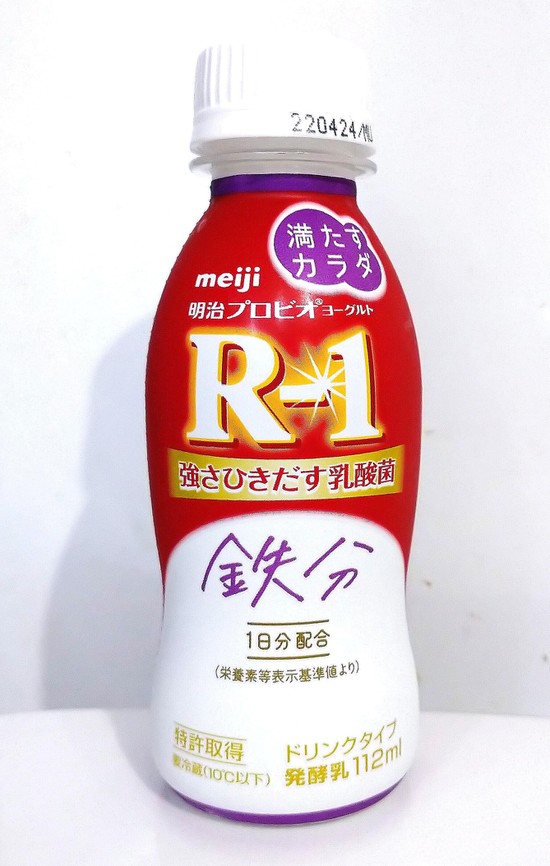 220424/MU
満たす
カラダ
meiji
明治プロビオ®ヨーグルト
R-1
強さひきだす乳酸菌
鉄分
1日分配合
(栄養素等表示基準値より)
特許取得
要冷蔵(10℃以下)
ドリンクタイプ
発酵乳112ml